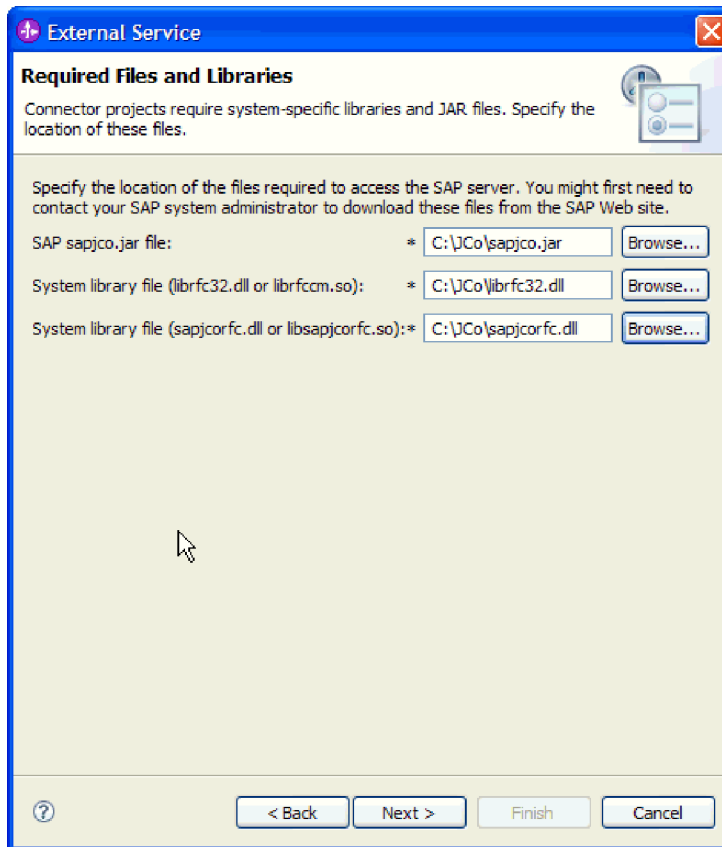 External Service
Required Files and Libraries
Connector projects require system-specific libraries and JAR files. Specify the
location of these files.
Specify the location of the files required to access the SAP server. You might first need to
contact your SAP system administrator to download these files from the SAP Web site.
SAP sapjco.jar file: * C:\JCo\sapjco.jar Browse...
System library file (librfc32.dll or librfccm.so): * C:\JCo\librfc32.dll Browse...
System library file (sapjcorfc.dll or libsapjcorfc.so):* C:\JCo\sapjcorfc.dll Browse...
? < Back Next > Finish Cancel